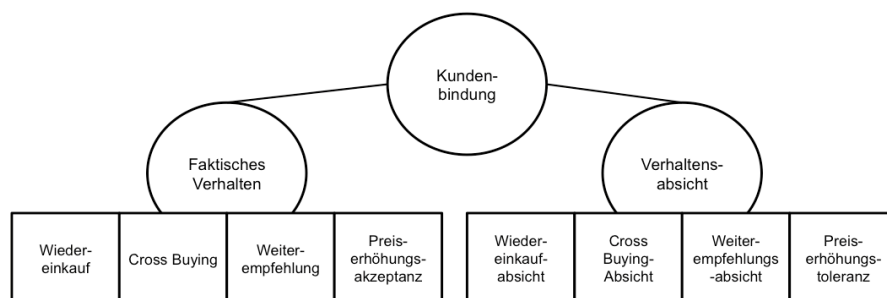 Kunden-
bindung
Faktisches
Verhalten
Verhaltens-
absicht
Wieder-
einkauf
Cross Buying
Weiter-
empfehlung
Preis-
erhöhungs-
akzeptanz
Wieder-
einkauf-
absicht
Cross
Buying-
Absicht
Weiter-
empfehlungs
-absicht
Preis-
erhöhungs-
toleranz